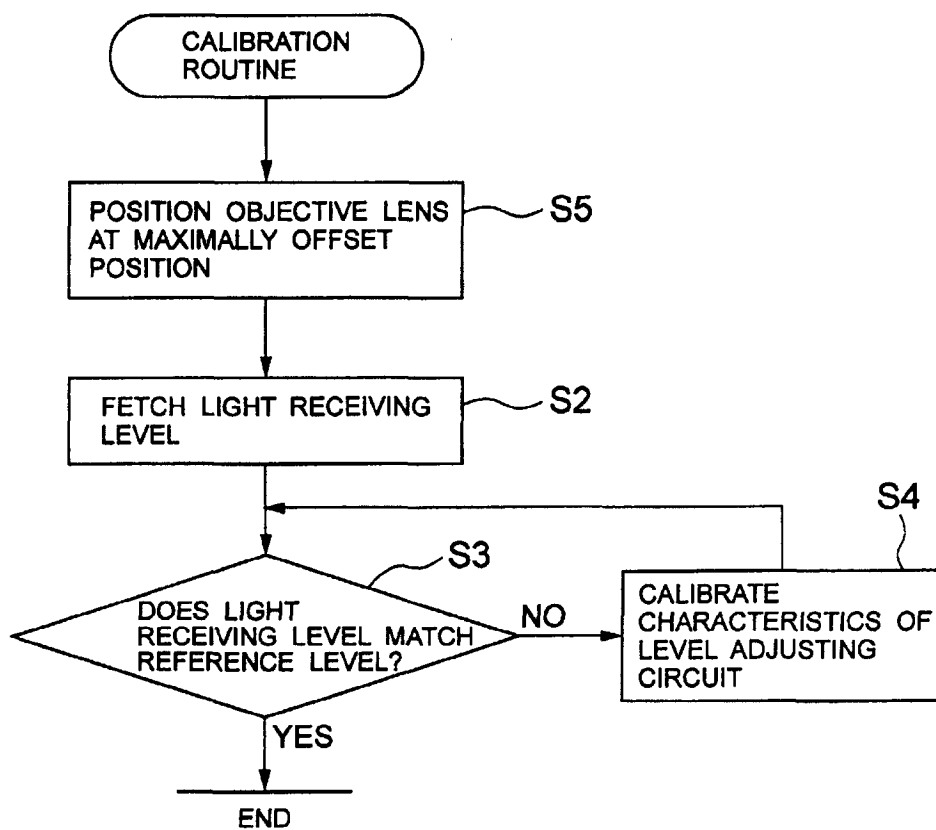 CALIBRATION
ROUTINE
POSITION OBJECTIVE LENS
AT MAXIMALLY OFFSET
POSITION
S5
FETCH LIGHT RECEIVING
LEVEL
S2
S3
DOES LIGHT
RECEIVING LEVEL MATCH
REFERENCE LEVEL?
NO
S4
CALIBRATE
CHARACTERISTICS OF
LEVEL ADJUSTING
CIRCUIT
YES
END